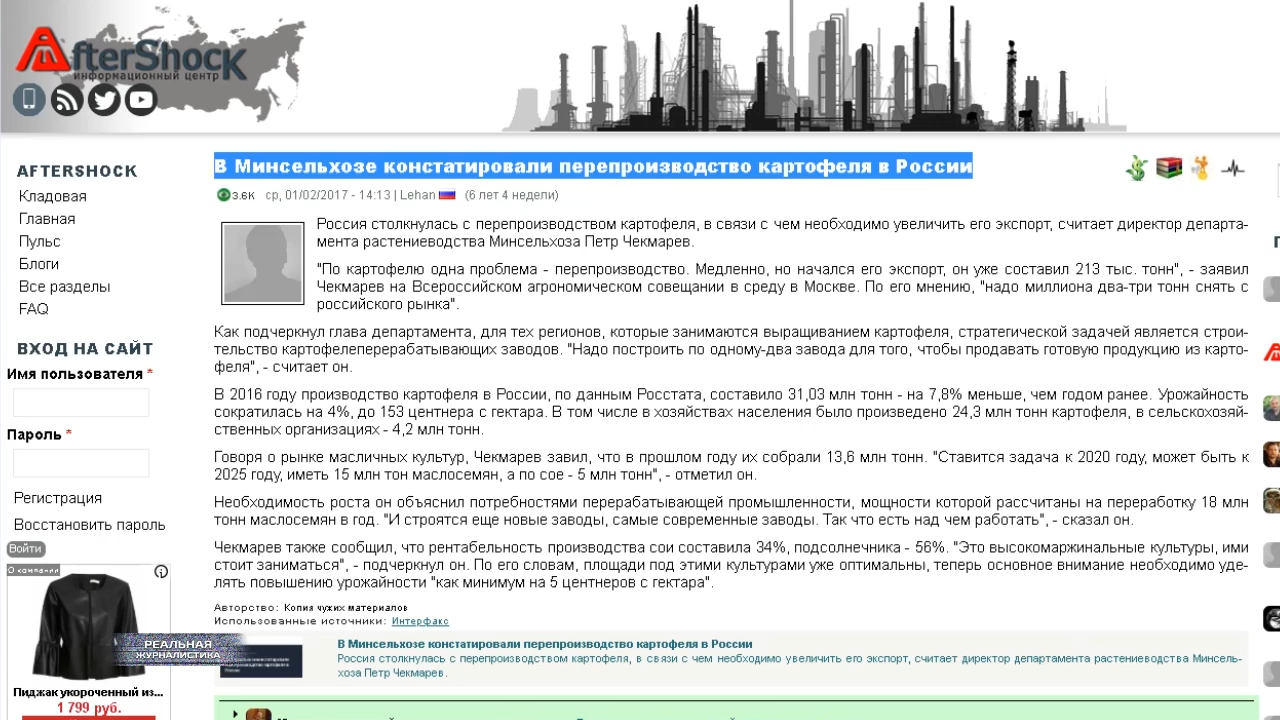 AfterShock
информационный центр
AFTERSHOCK
Кладовая
Главная
Пульс
Блоги
Все разделы
FAQ
ВХОД НА САЙТ
Имя пользователя *
Пароль *
Регистрация
Восстановить пароль
Войти
О компании
РЕАЛЬНАЯ
ЖУРНАЛИСТИКА
Пиджак укороченный из...
1 799 руб.
В Минсельхозе констатировали перепроизводство картофеля в России
3.6K ср, 01/02/2017 - 14:13 | Lehan (6 лет 4 недели)
Россия столкнулась с перепроизводством картофеля, в связи с чем необходимо увеличить его экспорт, считает директор департа-
мента растениеводства Минсельхоза Петр Чекмарев.
"По картофелю одна проблема - перепроизводство. Медленно, но начался его экспорт, он уже составил 213 тыс. тонн", - заявил
Чекмарев на Всероссийском агрономическом совещании в среду в Москве. По его мнению, "надо миллиона два-три тонн снять с
российского рынка".
Как подчеркнул глава департамента, для тех регионов, которые занимаются выращиванием картофеля, стратегической задачей является строи-
тельство картофелеперерабатывающих заводов. "Надо построить по одному-два завода для того, чтобы продавать готовую продукцию из карто-
феля", - считает он.
В 2016 году производство картофеля в России, по данным Росстата, составило 31,03 млн тонн - на 7,8% меньше, чем годом ранее. Урожайность
сократилась на 4%, до 153 центнера с гектара. В том числе в хозяйствах населения было произведено 24,3 млн тонн картофеля, в сельскохозяй-
ственных организациях - 4,2 млн тонн.
Говоря о рынке масличных культур, Чекмарев заявил, что в прошлом году их собрали 13,6 млн тонн. "Ставится задача к 2020 году, может быть к
2025 году, иметь 15 млн тон маслосемян, а по сое - 5 млн тонн", - отметил он.
Необходимость роста он объяснил потребностями перерабатывающей промышленности, мощности которой рассчитаны на переработку 18 млн
тонн маслосемян в год. "И строятся еще новые заводы, самые современные заводы. Так что есть над чем работать", - сказал он.
Чекмарев также сообщил, что рентабельность производства сои составила 34%, подсолнечника - 56%. "Это высокомаржинальные культуры, ими
стоит заниматься", - подчеркнул он. По его словам, площади под этими культурами уже оптимальны, теперь основное внимание необходимо уде-
лять повышению урожайности "как минимум на 5 центнеров с гектара".
Авторство: Копия чужих материалов
Использованные источники: Интерфакс
В Минсельхозе констатировали перепроизводство картофеля в России
Россия столкнулась с перепроизводством картофеля, в связи с чем необходимо увеличить его экспорт, считает директор департамента растениеводства Минсель-
хоза Петр Чекмарев.